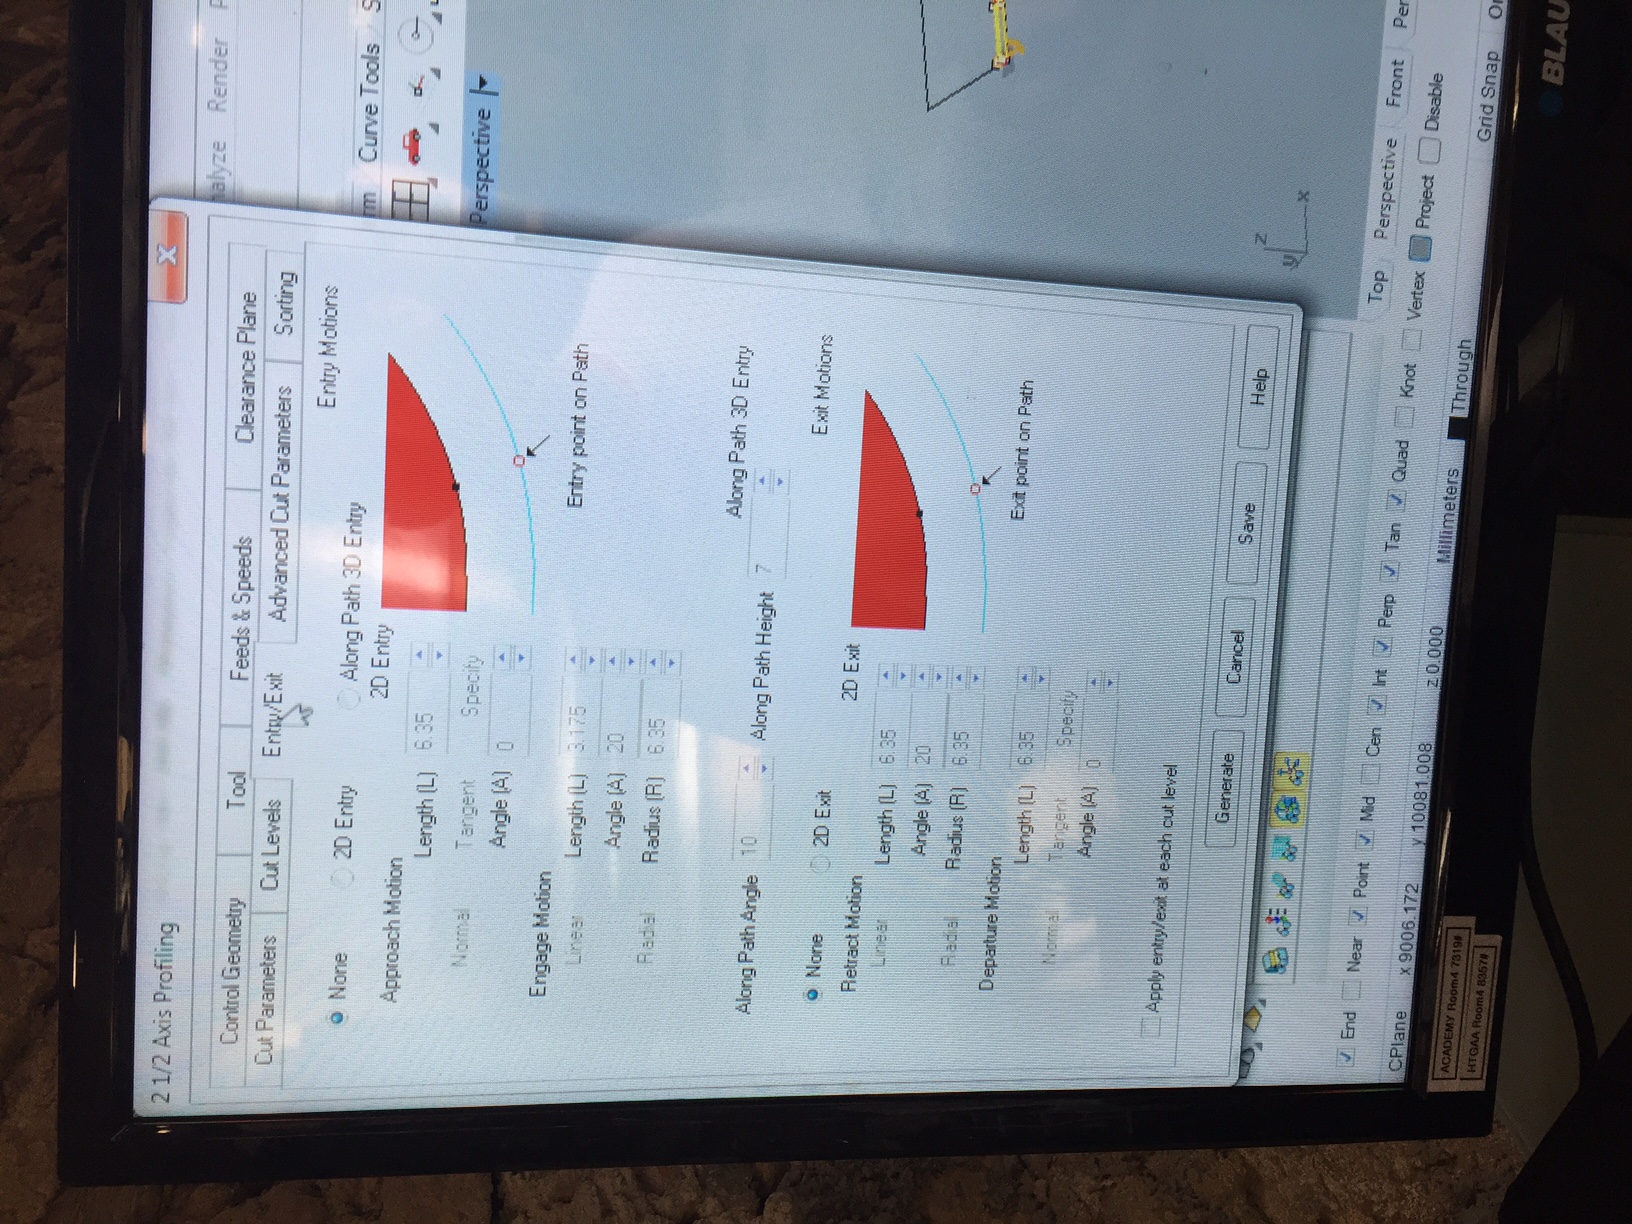 2 1/2 Axis Profiling
X
Control Geometry Tool Feeds & Speeds Clearance Plane
Cut Parameters Cut Levels Entry/Exit Advanced Cut Parameters Sorting
Entry Motions
None 2D Entry Along Path 3D Entry
2D Entry
Approach Motion
Length (L) 6.35
Normal Tangent Specify
Angle (A) 0
Engage Motion
Linear Length (L) 3.175
Angle (A) 20
Radial Radius (R) 6.35
Entry point on Path
Along Path 3D Entry
Along Path Angle 10 Along Path Height 7
Exit Motions
None 2D Exit
Retract Motion 2D Exit
Linear Length (L) 6.35
Angle (A) 20
Radial Radius (R) 6.35
Departure Motion
Length (L) 6.35
Normal Tangent Specify
Angle (A) 0
Exit point on Path
Apply entry/exit at each cut level
Generate Cancel Save Help
Render
Curve Tools
Perspective
z
y x
Top Perspective Front
End Near Point Mid Cen Int Perp Tan Quad Knot Vertex Project Disable
CPlane x 9006.172 y 10081.008 z 0.000 Millimeters Through
Grid Snap
ACADEMY Room4 7319#
HTGAA Room4 8357#
BLAU